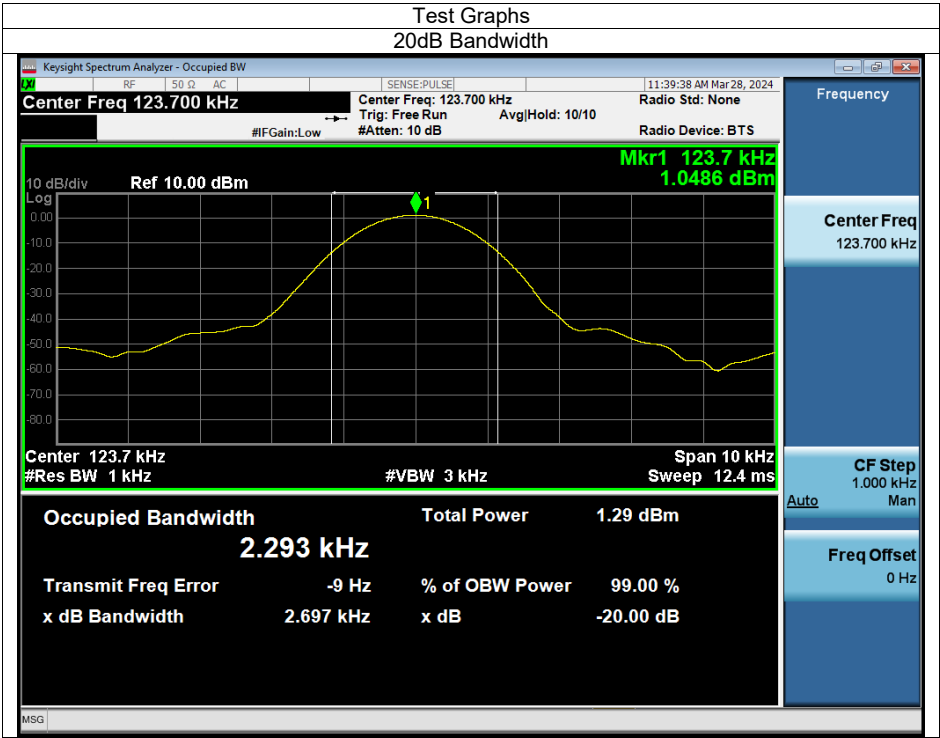 Test Graphs
20dB Bandwidth
Keysight Spectrum Analyzer - Occupied BW
LXI RF 50 Ω AC SENSE:PULSE 11:39:38 AM Mar 28, 2024
Center Freq 123.700 kHz
Center Freq: 123.700 kHz Radio Std: None
Trig: Free Run Avg|Hold: 10/10
#IFGain:Low #Atten: 10 dB Radio Device: BTS
Mkr1 123.7 kHz
1.0486 dBm
10 dB/div Ref 10.00 dBm
Log
1
0.00
-10.0
-20.0
-30.0
-40.0
-50.0
-60.0
-70.0
-80.0
Center 123.7 kHz Span 10 kHz
#Res BW 1 kHz #VBW 3 kHz Sweep 12.4 ms
Occupied Bandwidth Total Power 1.29 dBm
2.293 kHz
Transmit Freq Error -9 Hz % of OBW Power 99.00 %
x dB Bandwidth 2.697 kHz x dB -20.00 dB
MSG
Frequency
Center Freq
123.700 kHz
CF Step
1.000 kHz
Auto Man
Freq Offset
0 Hz